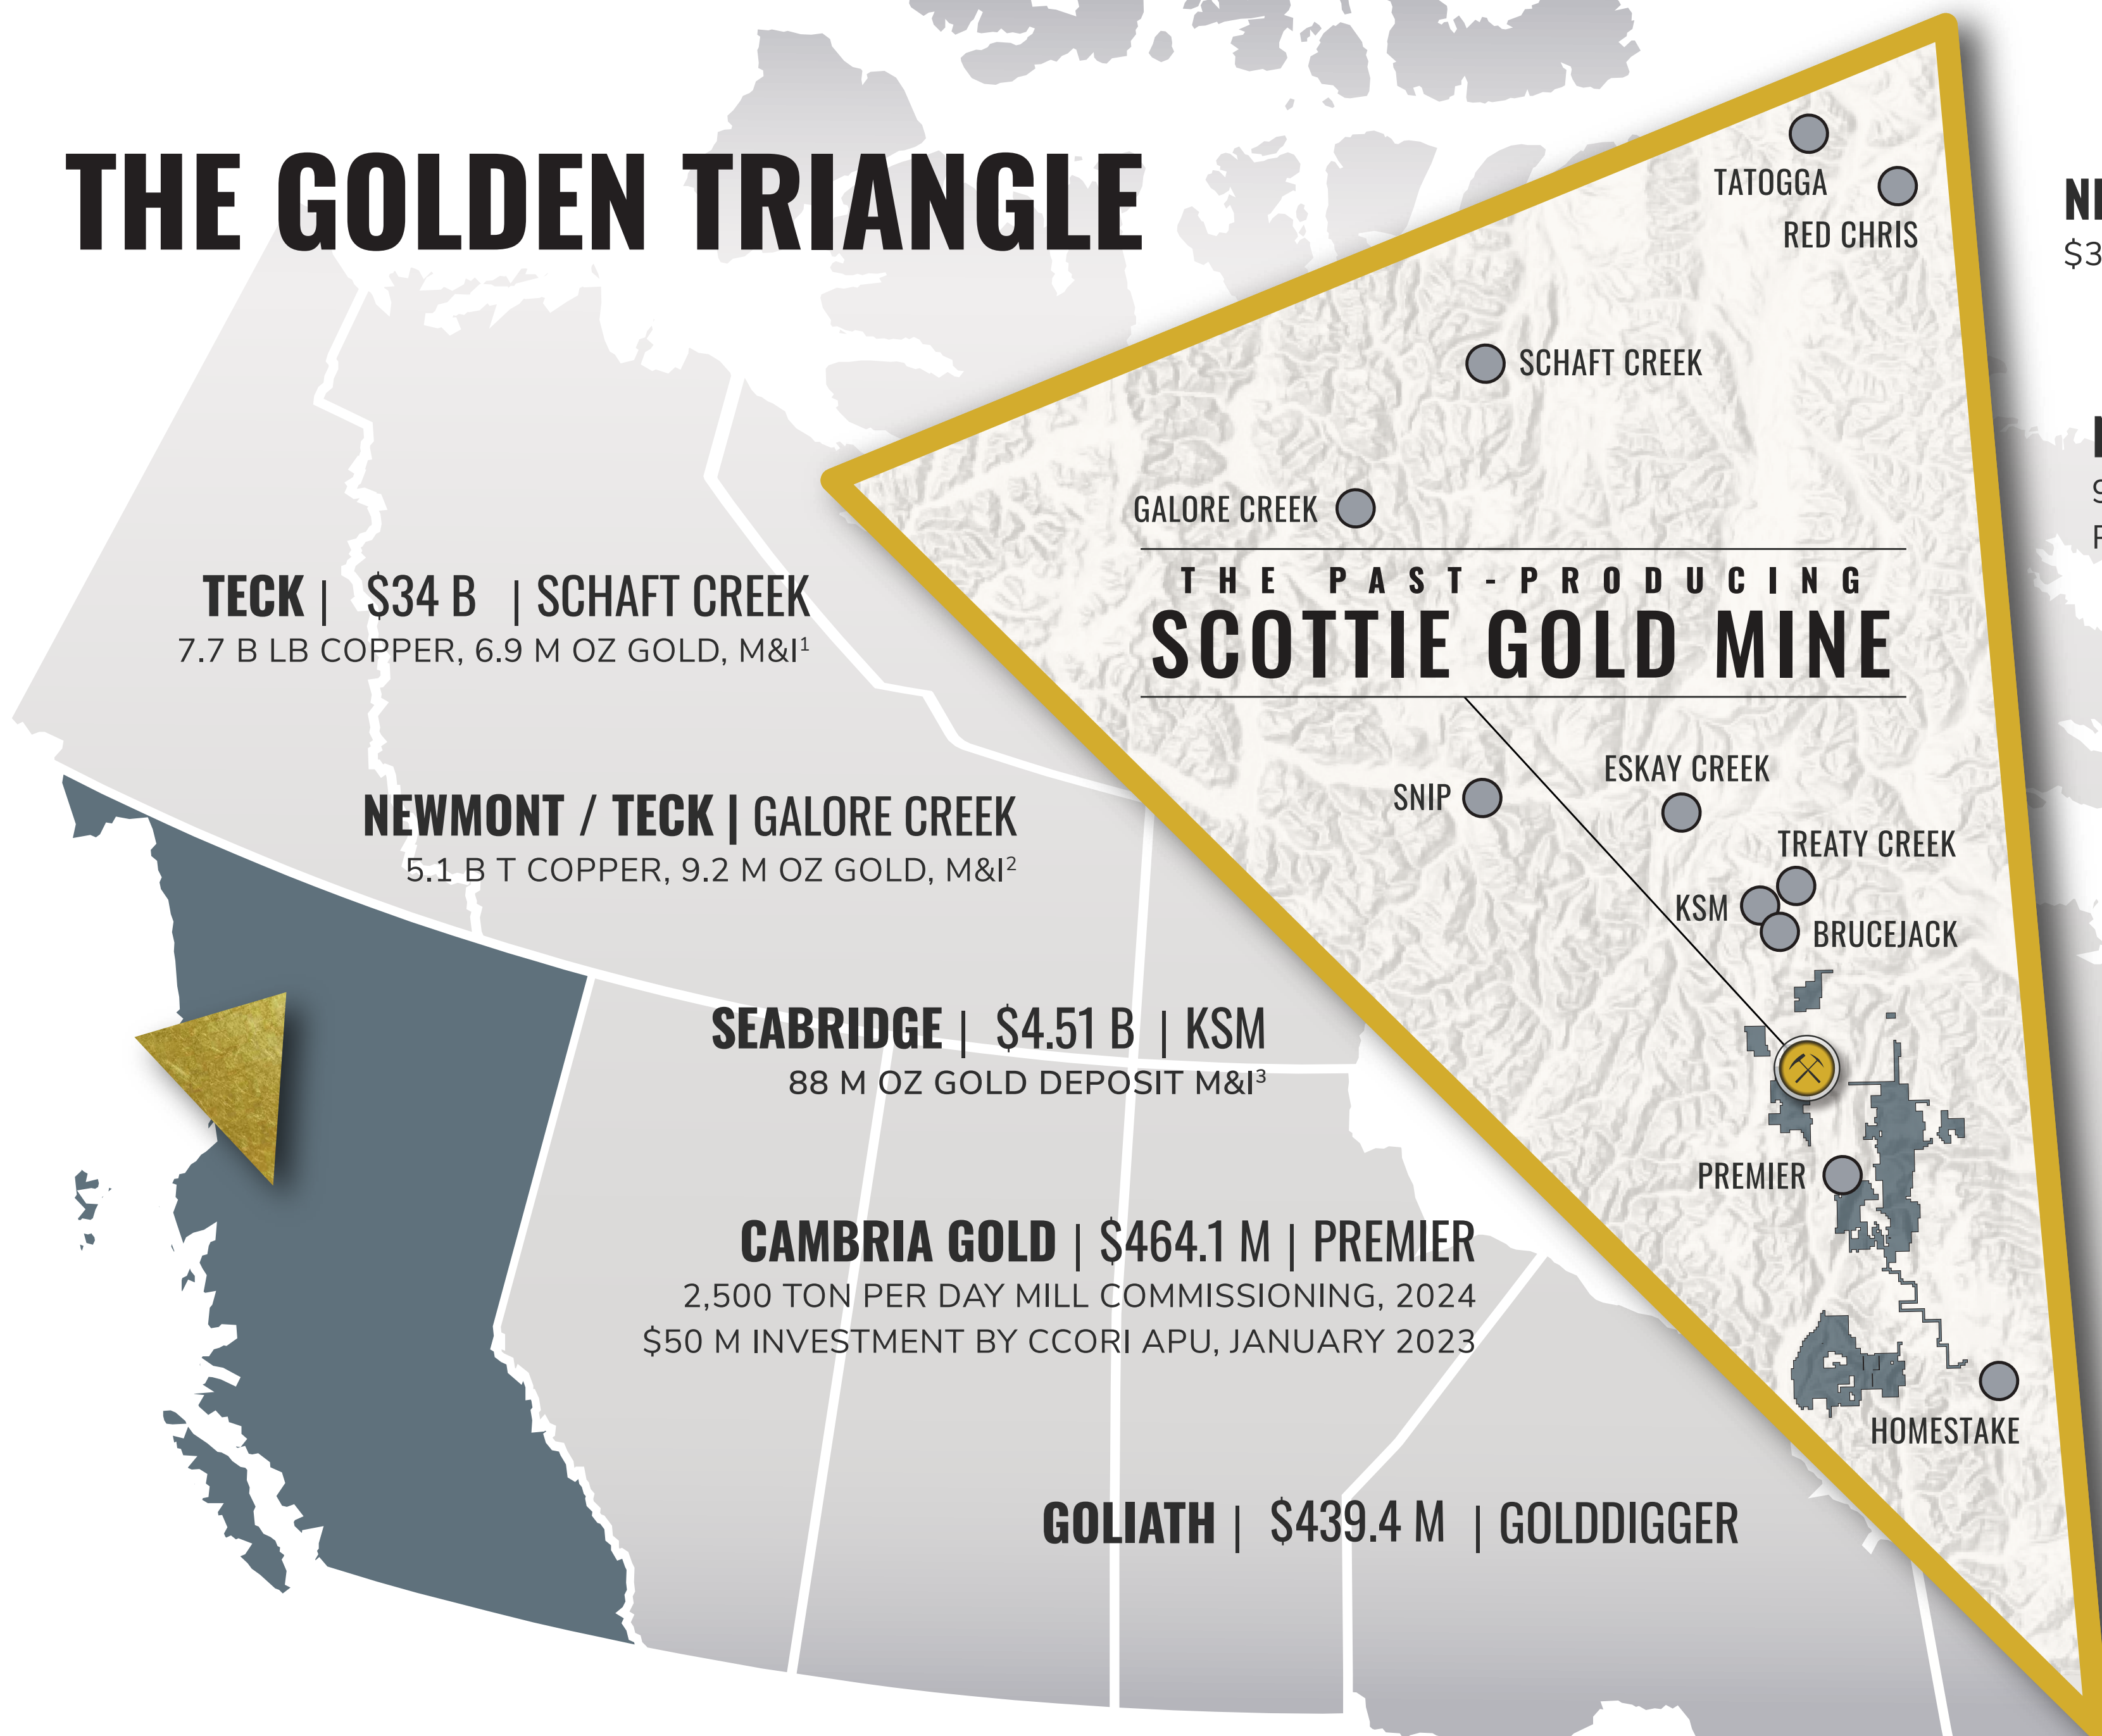 THE GOLDEN TRIANGLE
TATOGGA
RED CHRIS
SCHAFT CREEK
GALORE CREEK
THE PAST-PRODUCING
SCOTTIE GOLD MINE
TECK | $34 B | SCHAFT CREEK
7.7 B LB COPPER, 6.9 M OZ GOLD, M&I¹
NEWMONT / TECK | GALORE CREEK
5.1 B T COPPER, 9.2 M OZ GOLD, M&I²
SNIP
ESKAY CREEK
TREATY CREEK
KSM
BRUCEJACK
SEABRIDGE | $4.51 B | KSM
88 M OZ GOLD DEPOSIT M&I³
PREMIER
CAMBRIA GOLD | $464.1 M | PREMIER
2,500 TON PER DAY MILL COMMISSIONING, 2024
$50 M INVESTMENT BY CCORI APU, JANUARY 2023
HOMESTAKE
GOLIATH | $439.4 M | GOLDDIGGER